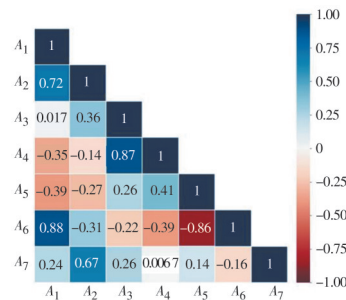 1.00
A₁ 1
0.75
A₂ 0.72 1
0.50
A₃ 0.017 0.36 1
0.25
A₄ −0.35 −0.14 0.87 1
0
A₅ −0.39 −0.27 0.26 0.41 1
−0.25
−0.50
A₆ 0.88 −0.31 −0.22 −0.39 −0.86 1
−0.75
A₇ 0.24 0.67 0.26 0.0067 0.14 −0.16 1
−1.00
A₁ A₂ A₃ A₄ A₅ A₆ A₇